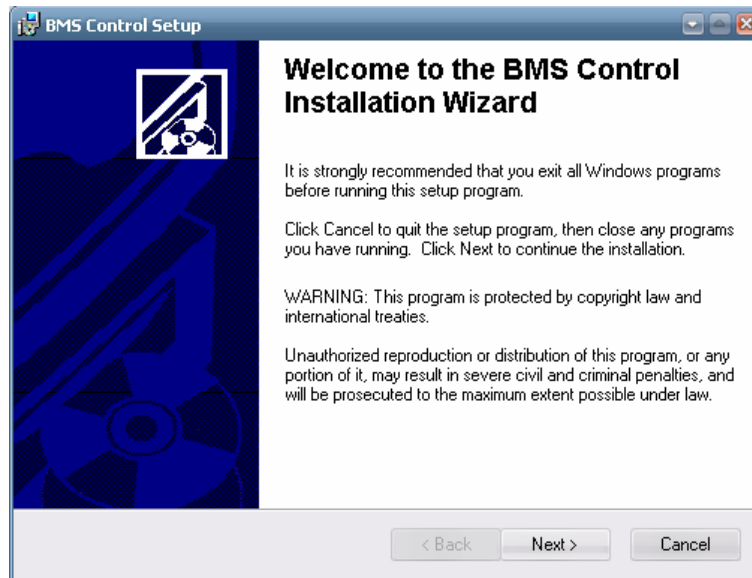 BMS Control Setup
Welcome to the BMS Control
Installation Wizard
It is strongly recommended that you exit all Windows programs
before running this setup program.
Click Cancel to quit the setup program, then close any programs
you have running.  Click Next to continue the installation.
WARNING: This program is protected by copyright law and
international treaties.
Unauthorized reproduction or distribution of this program, or any
portion of it, may result in severe civil and criminal penalties, and
will be prosecuted to the maximum extent possible under law.
< Back Next > Cancel